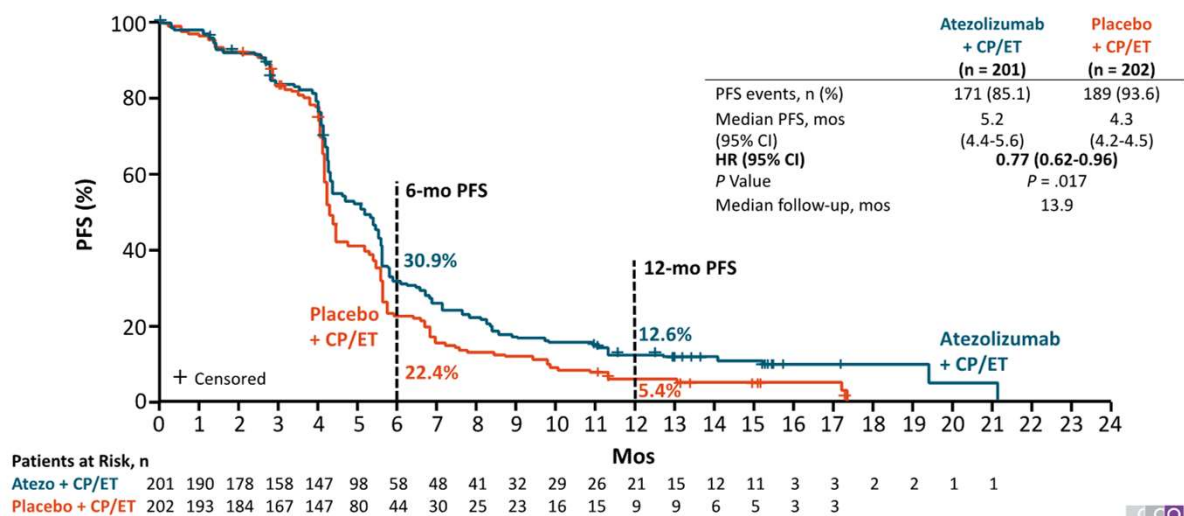 Atezolizumab Placebo
+ CP/ET + CP/ET
(n = 201) (n = 202)
PFS events, n (%) 171 (85.1) 189 (93.6)
Median PFS, mos 5.2 4.3
(95% CI) (4.4-5.6) (4.2-4.5)
HR (95% CI) 0.77 (0.62-0.96)
P Value P = .017
Median follow-up, mos 13.9
PFS (%)
100
80
60
40
20
0
6-mo PFS
30.9%
22.4%
12-mo PFS
12.6%
5.4%
Placebo
+ CP/ET
Atezolizumab
+ CP/ET
+ Censored
0 1 2 3 4 5 6 7 8 9 10 11 12 13 14 15 16 17 18 19 20 21 22 23 24
Mos
Patients at Risk, n
Atezo + CP/ET 201 190 178 158 147 98 58 48 41 32 29 26 21 15 12 11 3 3 2 2 1 1
Placebo + CP/ET 202 193 184 167 147 80 44 30 25 23 16 15 9 9 6 5 3 3